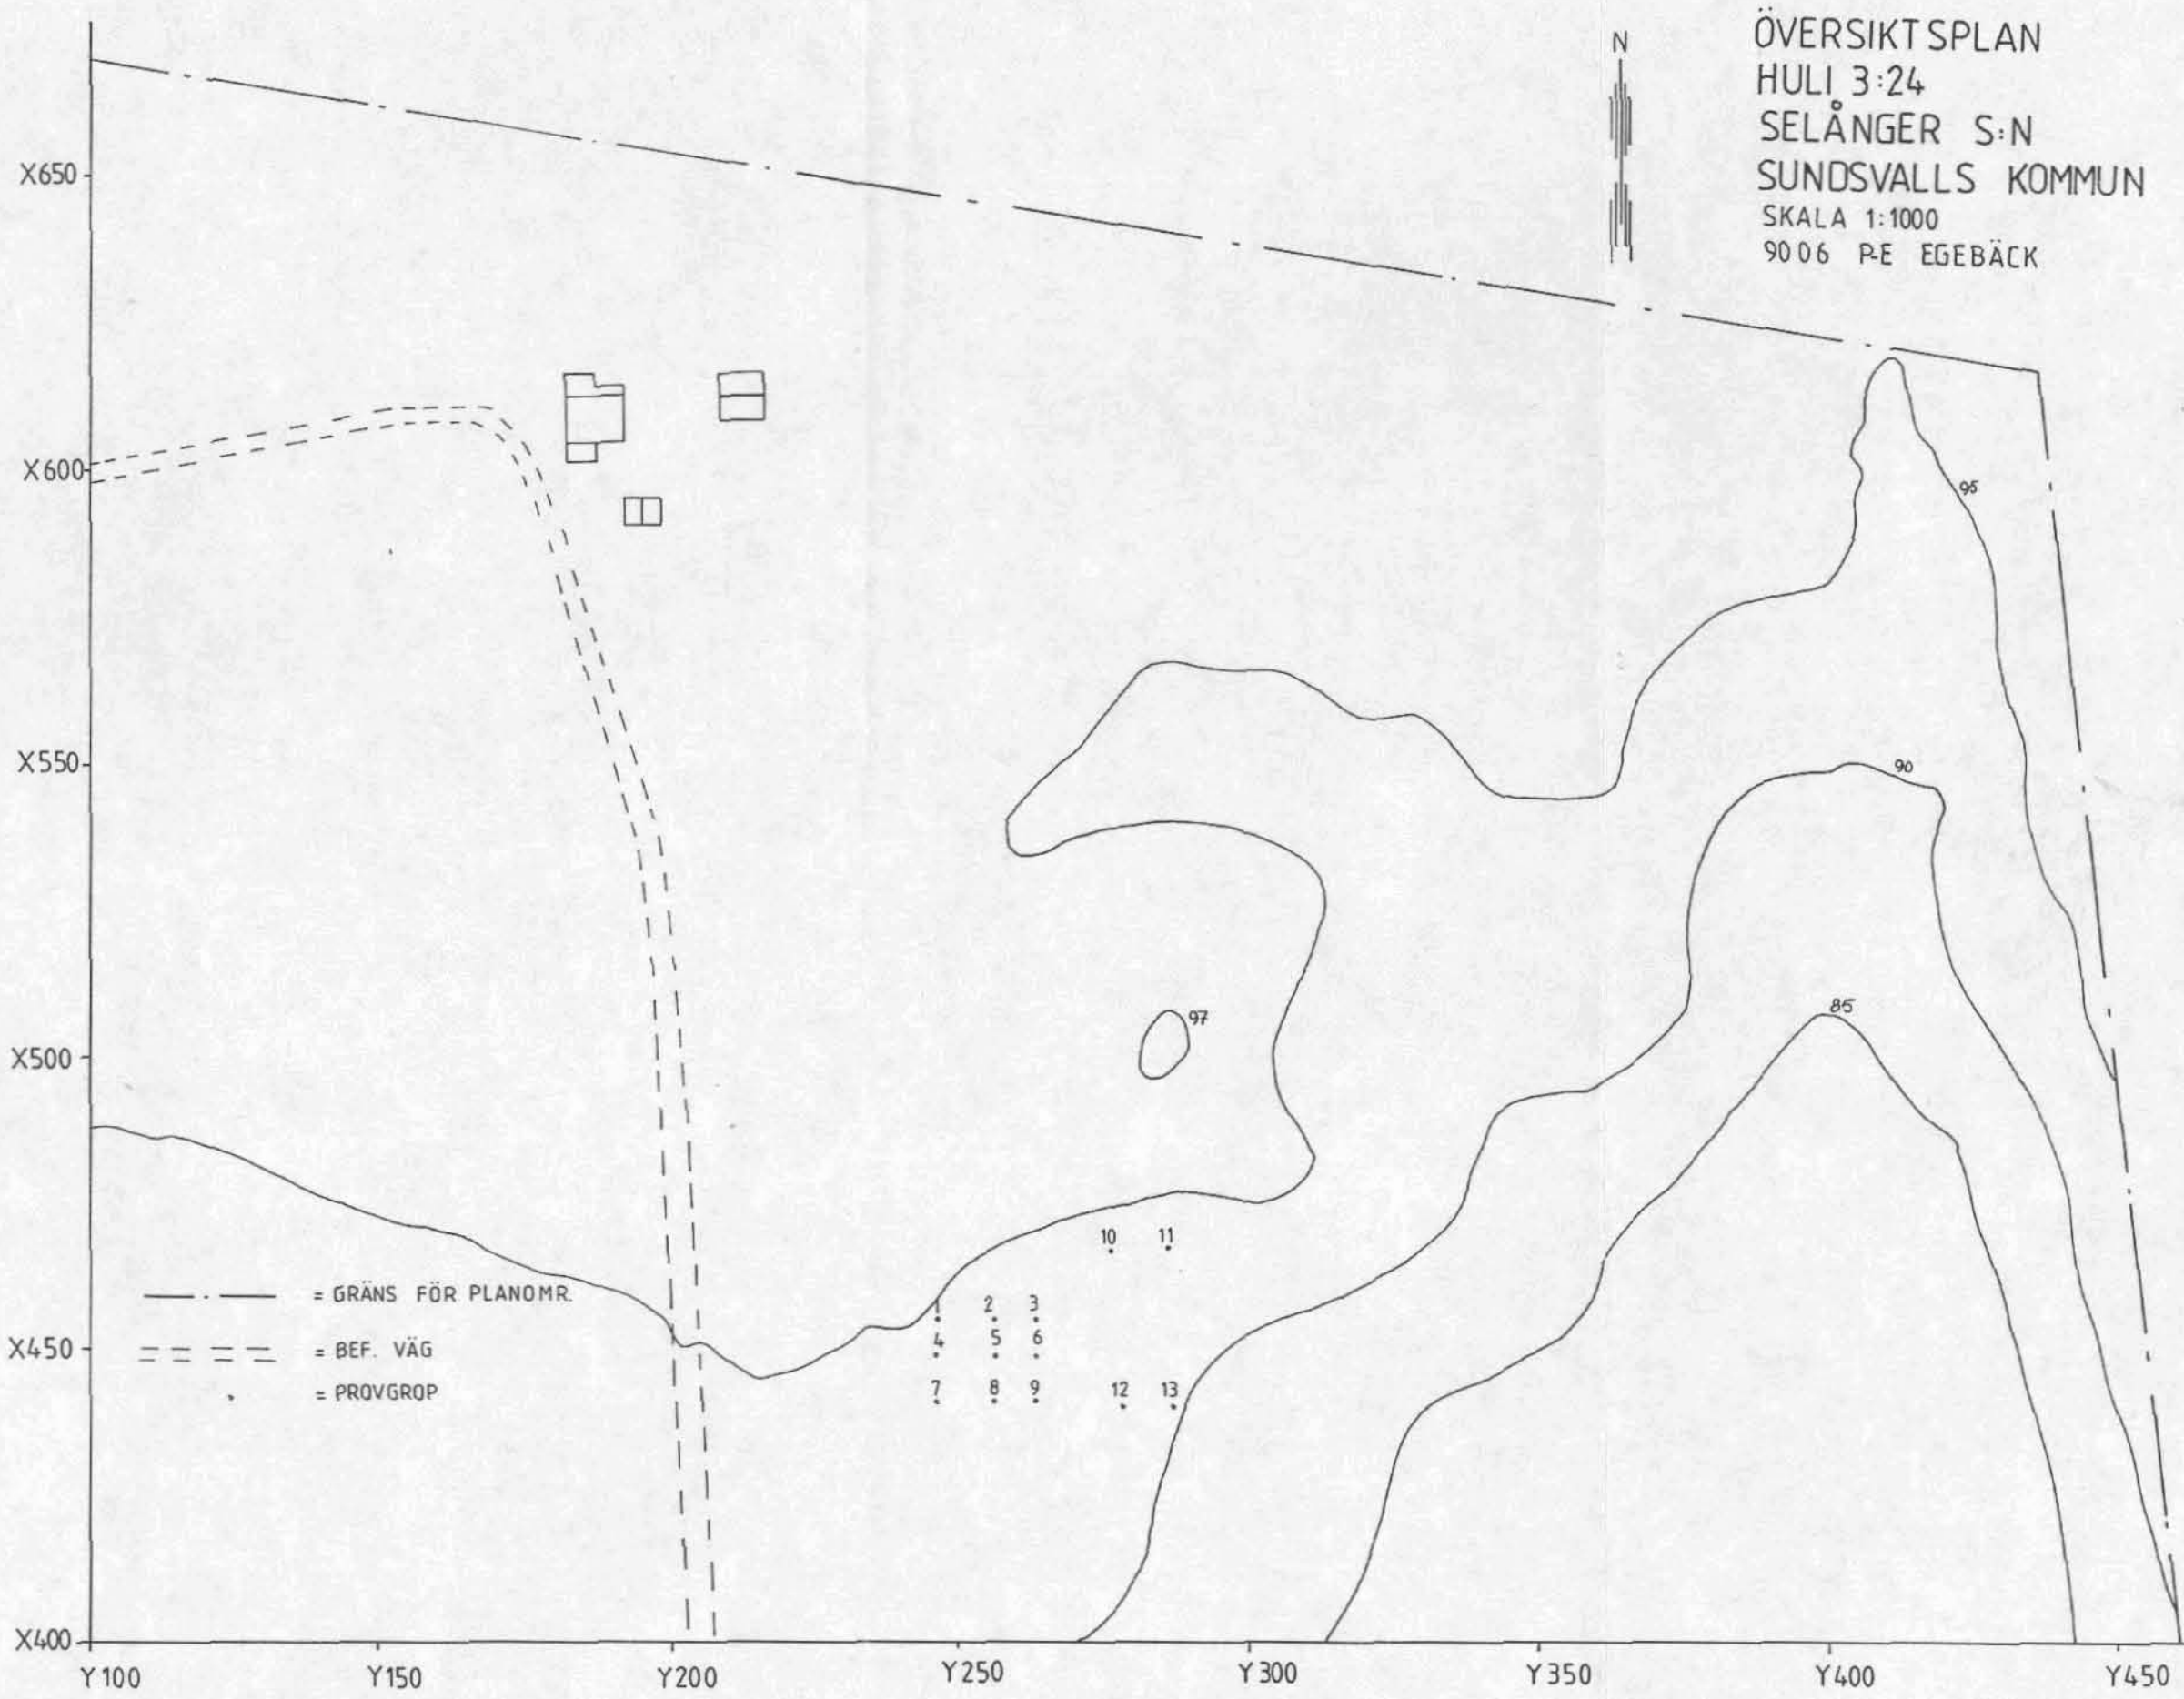 ÖVERSIKTSPLAN
HULI 3:24
SELÅNGER S:N
SUNDSVALLS KOMMUN
SKALA 1:1000
9006 P-E EGEBÄCK
N
X650
X600
X550
X500
X450
X400
95
90
85
97
10 11
1 2 3
4 5 6
7 8 9 12 13
= GRÄNS FÖR PLANOMR.
= BEF. VÄG
= PROVGROP
Y100 Y150 Y200 Y250 Y300 Y350 Y400 Y450